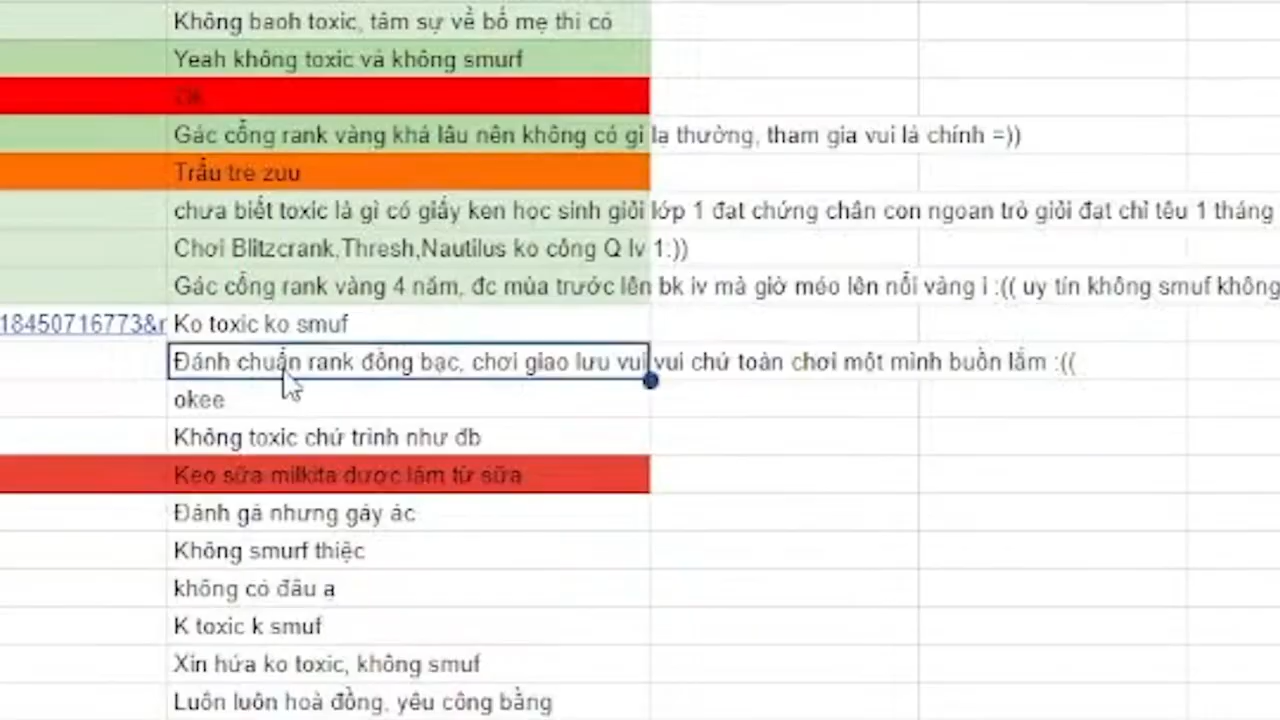 Không baoh toxic, tâm sự về bố mẹ thì có
Yeah không toxic và không smurf
Ok
Gác cổng rank vàng khá lâu nên không có gì lạ thường, tham gia vui là chính =))
Trẩu tre zuu
chưa biết toxic là gì có giấy ken học sinh giỏi lớp 1 đạt chứng chân con ngoan trò giỏi đạt chỉ têu 1 tháng
Chơi Blitzcrank,Thresh,Nautilus ko cộng Q lv 1:))
Gác cổng rank vàng 4 năm, đc mùa trước lên bk iv mà giờ méo lên nổi vàng i :(( uy tín không smuf không
184507716773&r Ko toxic ko smuf
Đánh chuẩn rank đồng bạc, chơi giao lưu vui vui chứ toàn chơi một mình buồn lắm :((
okee
Không toxic chứ trình như đb
Kẹo sữa milkita được làm từ sữa
Đánh gà nhưng gáy ác
Không smurf thiệc
không có đâu ạ
K toxic k smuf
Xin hứa ko toxic, không smuf
Luôn luôn hoà đồng, yêu công bằng